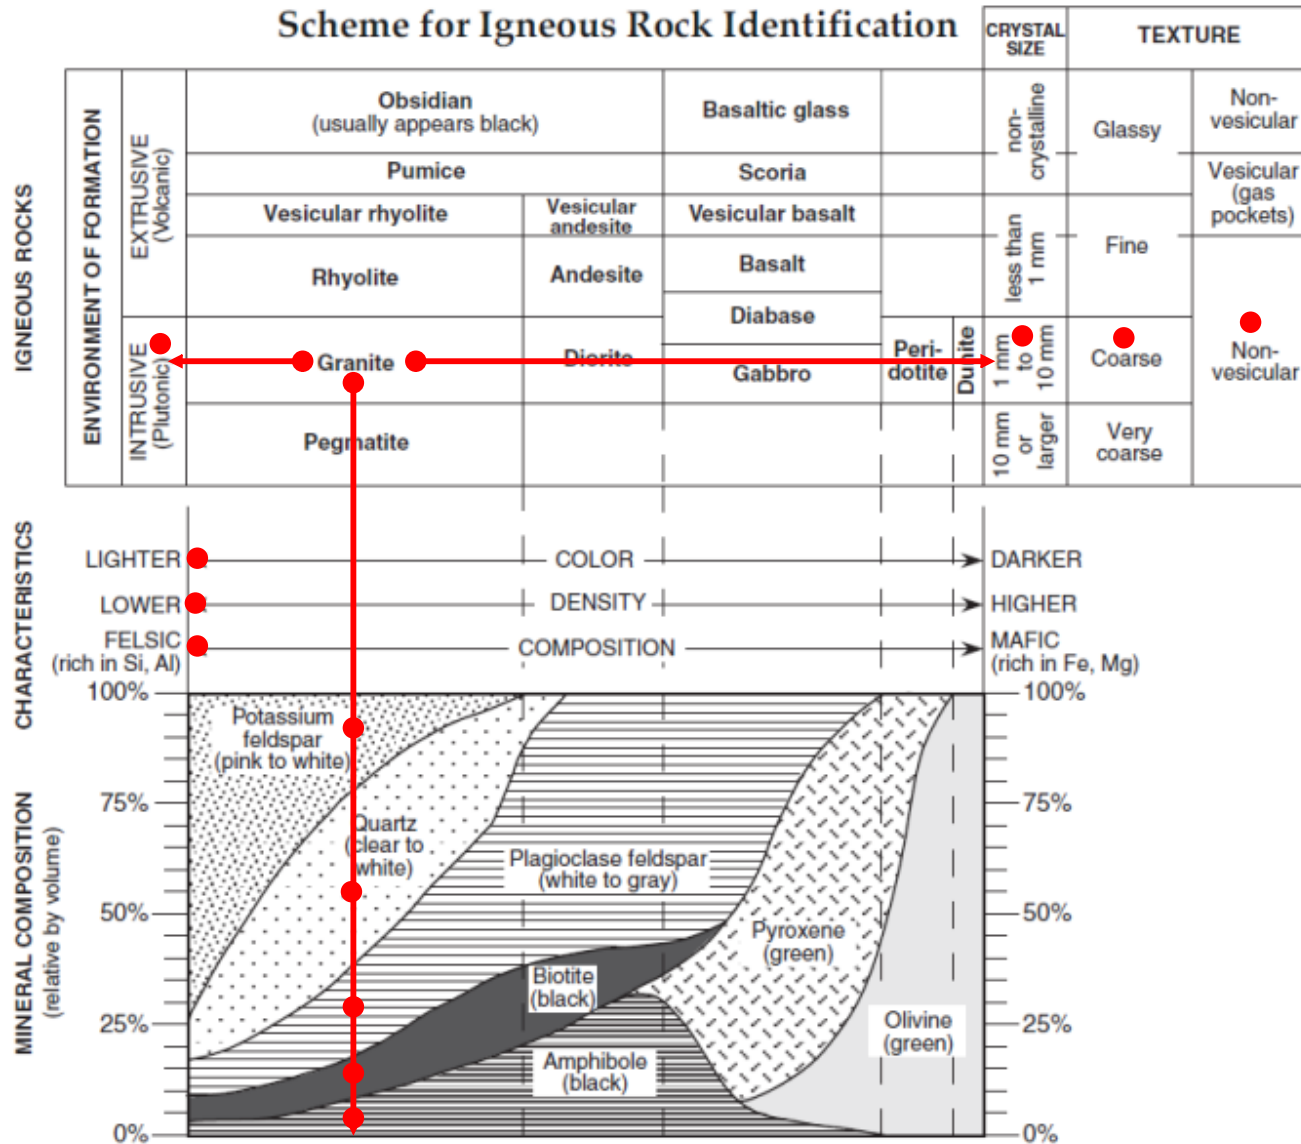 Scheme for Igneous Rock Identification
CRYSTAL
SIZE
TEXTURE
IGNEOUS ROCKS
ENVIRONMENT OF FORMATION
EXTRUSIVE
(Volcanic)
Obsidian
(usually appears black)
Basaltic glass
non-
crystalline
Glassy
Non-
vesicular
Pumice
Scoria
Vesicular
(gas
pockets)
Vesicular rhyolite
Vesicular
andesite
Vesicular basalt
less than
1 mm
Fine
Rhyolite
Andesite
Basalt
Diabase
INTRUSIVE
(Plutonic)
Granite
Diorite
Gabbro
Peri-
dotite
Dunite
1 mm
to
10 mm
Coarse
Non-
vesicular
Pegmatite
10 mm
or
larger
Very
coarse
CHARACTERISTICS
LIGHTER
COLOR
DARKER
LOWER
DENSITY
HIGHER
FELSIC
(rich in Si, Al)
COMPOSITION
MAFIC
(rich in Fe, Mg)
MINERAL COMPOSITION
(relative by volume)
100%
100%
Potassium
feldspar
(pink to white)
75%
75%
Quartz
(clear to
white)
Plagioclase feldspar
(white to gray)
50%
50%
Pyroxene
(green)
Biotite
(black)
25%
25%
Olivine
(green)
Amphibole
(black)
0%
0%